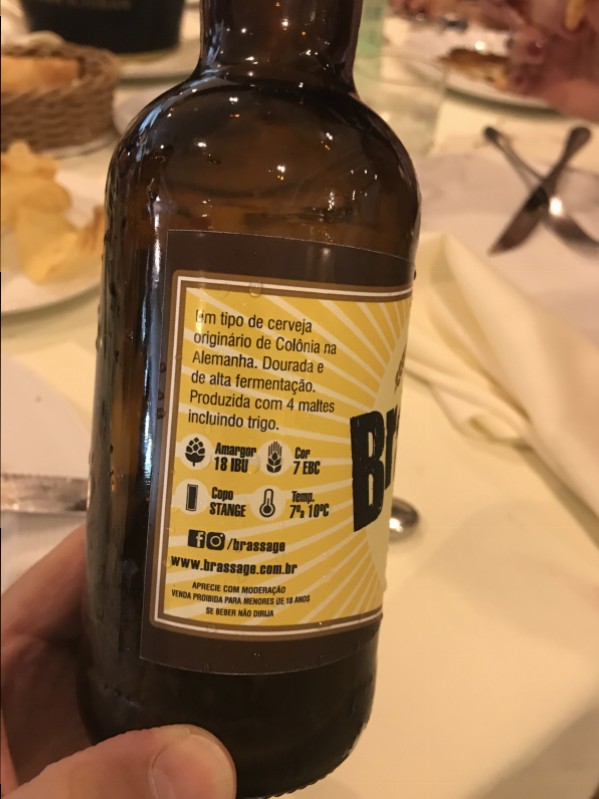 Um tipo de cerveja
originário de Colônia na
Alemanha. Dourada e
de alta fermentação.
Produzida com 4 maltes
incluindo trigo.
Amargor
18 IBU
Cor
7 EBC
Copo
STANGE
Temp.
7º- 10ºC
/brassage
www.brassage.com.br
APRECIE COM MODERAÇÃO
VENDA PROIBIDA PARA MENORES DE 18 ANOS
SE BEBER NÃO DIRIJA
Br